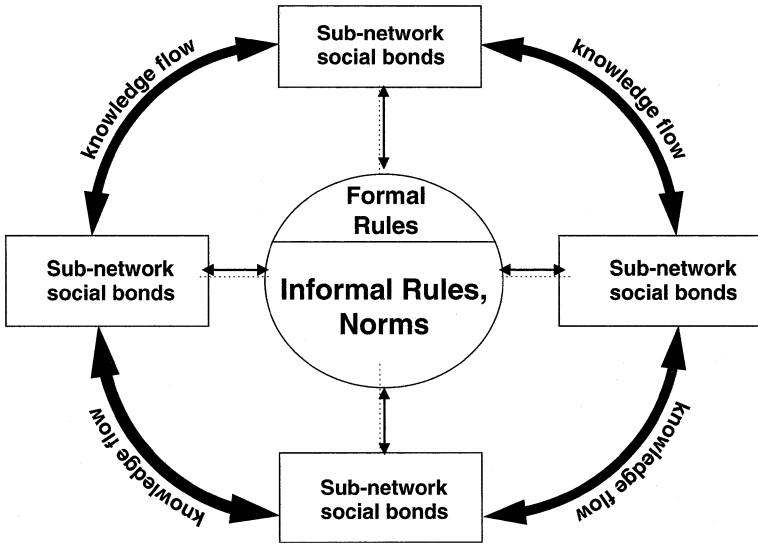 Sub-network
social bonds
knowledge flow
knowledge flow
Formal
Rules
Sub-network
social bonds
Informal Rules,
Norms
Sub-network
social bonds
knowledge flow
knowledge flow
Sub-network
social bonds